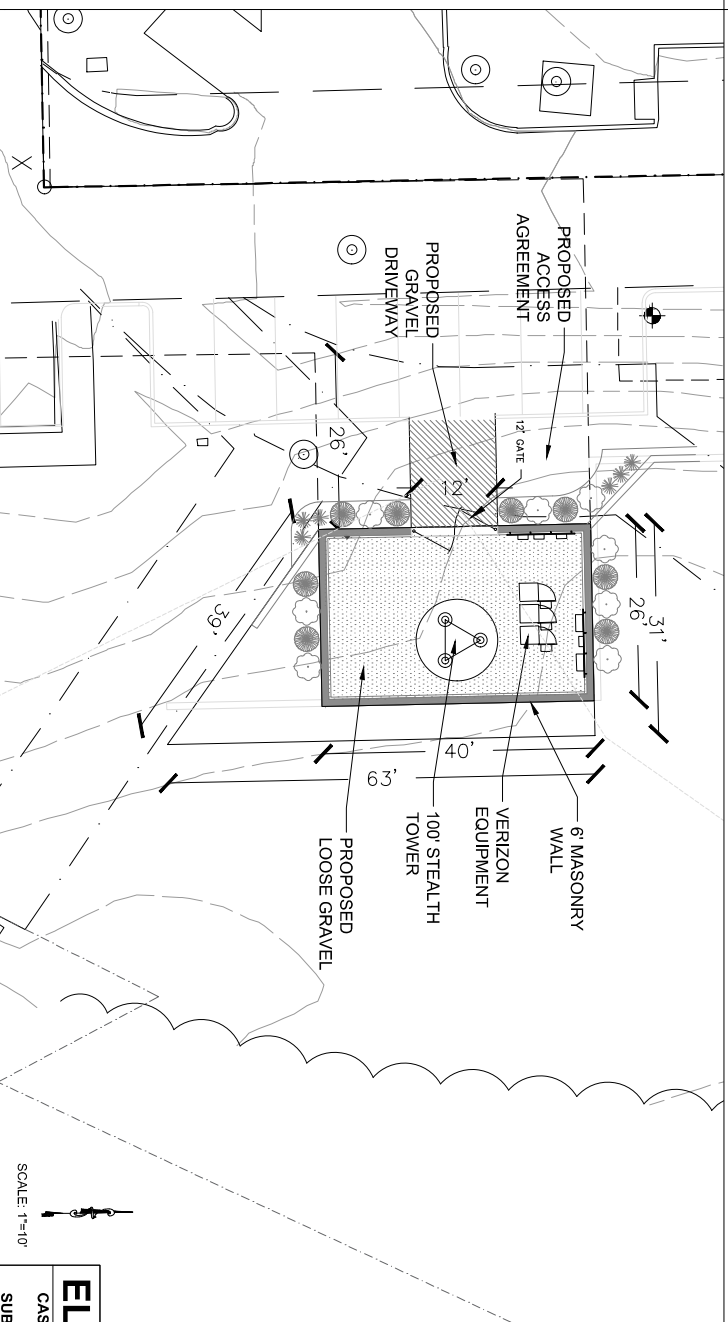 PROPOSED
ACCESS
AGREEMENT
PROPOSED
GRAVEL
DRIVEWAY
12' GATE
12'
26'
39'
31'
26'
40'
63'
6' MASONRY
WALL
VERIZON
EQUIPMENT
100' STEALTH
TOWER
PROPOSED
LOOSE GRAVEL
X
SCALE: 1"=10'
EL
CAS
SUB